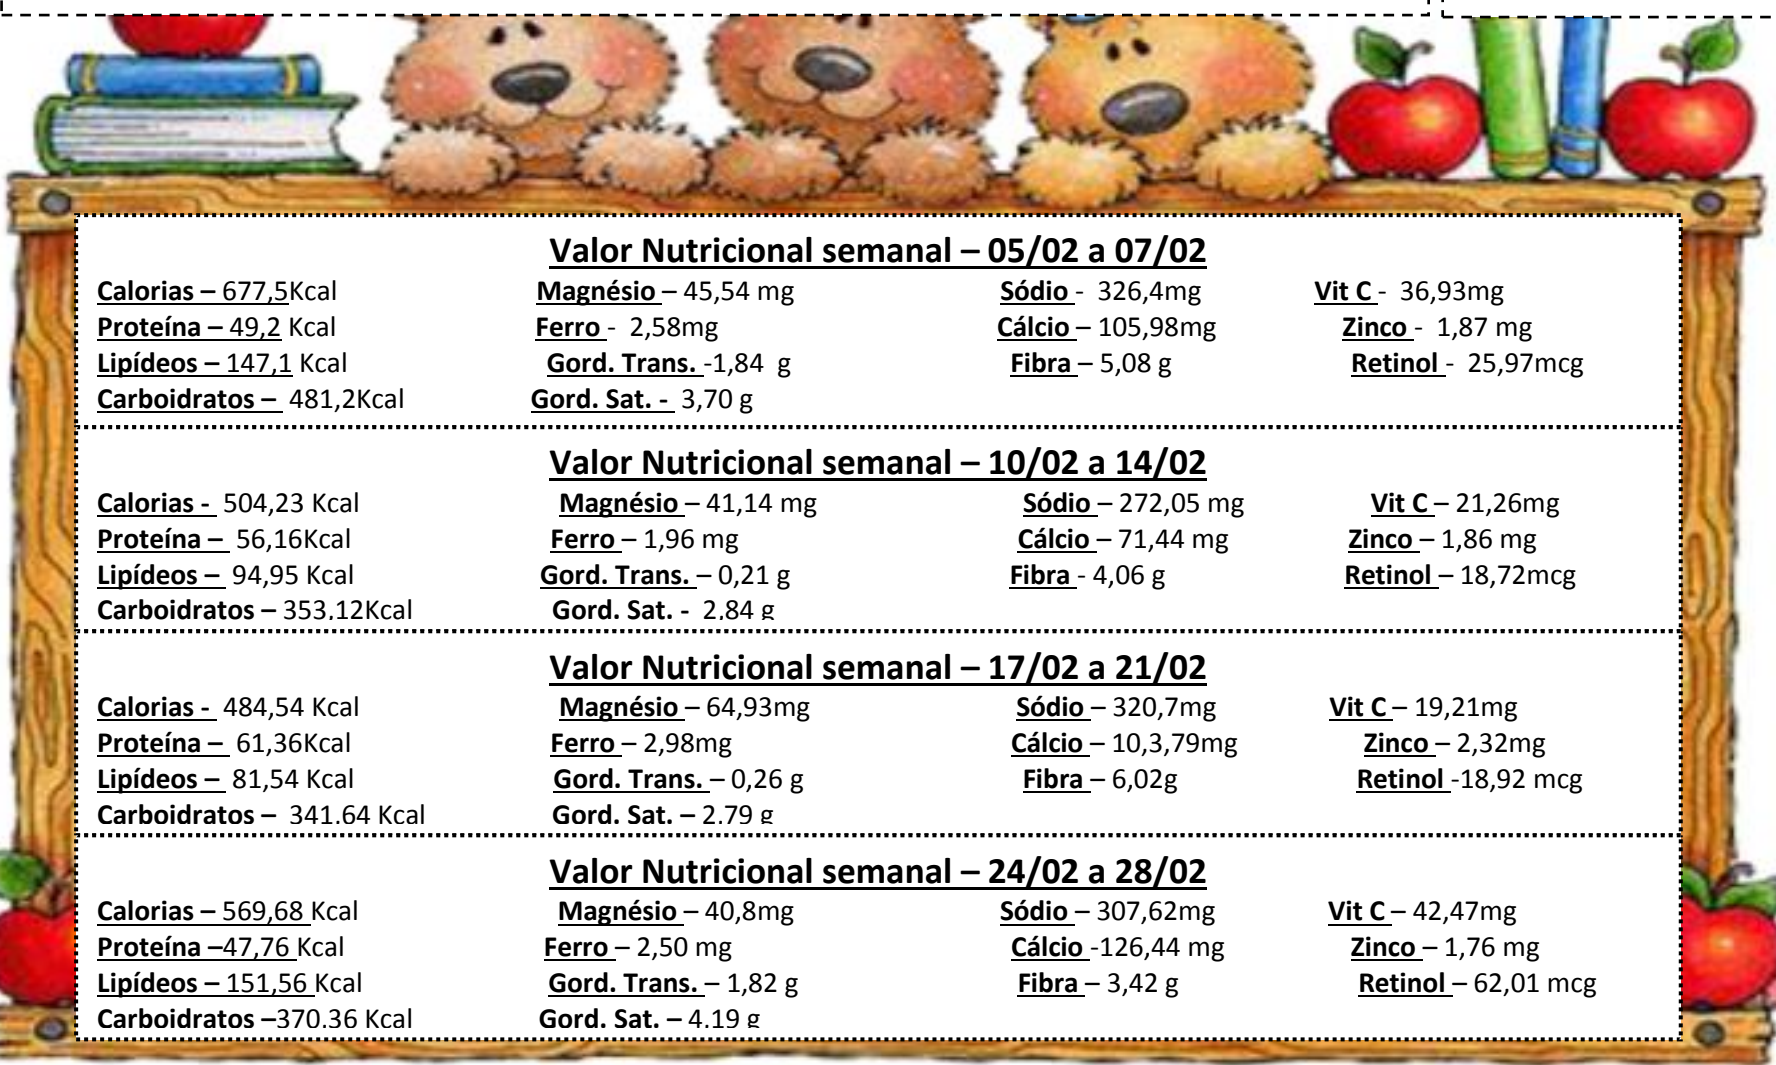 Valor Nutricional semanal – 05/02 a 07/02
Calorias – 677,5Kcal Magnésio – 45,54 mg Sódio - 326,4mg Vit C - 36,93mg
Proteína – 49,2 Kcal Ferro - 2,58mg Cálcio – 105,98mg Zinco - 1,87 mg
Lipídeos – 147,1 Kcal Gord. Trans. -1,84 g Fibra – 5,08 g Retinol - 25,97mcg
Carboidratos – 481,2Kcal Gord. Sat. - 3,70 g
Valor Nutricional semanal – 10/02 a 14/02
Calorias - 504,23 Kcal Magnésio – 41,14 mg Sódio – 272,05 mg Vit C – 21,26mg
Proteína – 56,16Kcal Ferro – 1,96 mg Cálcio – 71,44 mg Zinco – 1,86 mg
Lipídeos – 94,95 Kcal Gord. Trans. – 0,21 g Fibra - 4,06 g Retinol – 18,72mcg
Carboidratos – 353,12Kcal Gord. Sat. - 2,84 g
Valor Nutricional semanal – 17/02 a 21/02
Calorias - 484,54 Kcal Magnésio – 64,93mg Sódio – 320,7mg Vit C – 19,21mg
Proteína – 61,36Kcal Ferro – 2,98mg Cálcio – 10,3,79mg Zinco – 2,32mg
Lipídeos – 81,54 Kcal Gord. Trans. – 0,26 g Fibra – 6,02g Retinol -18,92 mcg
Carboidratos – 341,64 Kcal Gord. Sat. – 2,79 g
Valor Nutricional semanal – 24/02 a 28/02
Calorias – 569,68 Kcal Magnésio – 40,8mg Sódio – 307,62mg Vit C – 42,47mg
Proteína –47,76 Kcal Ferro – 2,50 mg Cálcio -126,44 mg Zinco – 1,76 mg
Lipídeos – 151,56 Kcal Gord. Trans. – 1,82 g Fibra – 3,42 g Retinol – 62,01 mcg
Carboidratos –370,36 Kcal Gord. Sat. – 4,19 g